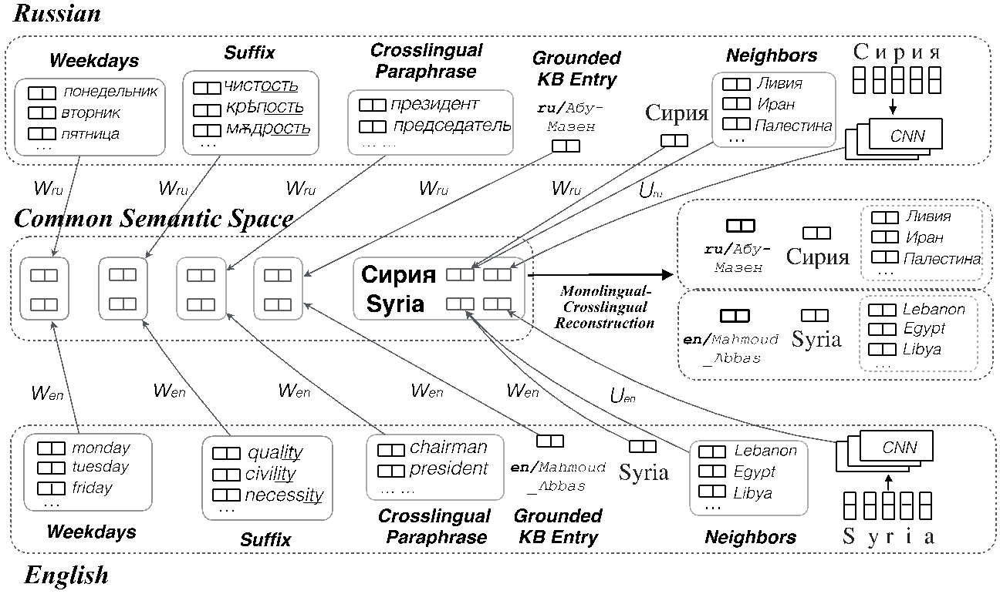 Russian
Weekdays
понедельник
вторник
пятница
...
Suffix
чистость
крѣпость
мѫдрость
...
Crosslingual
Paraphrase
президент
председатель
... ...
Grounded
KB Entry
ru/Абу-
Мазен
Сирия
Neighbors
Ливия
Иран
Палестина
...
С и р и я
CNN
Wru
Wru
Wru
Wru
Wru
Uru
Common Semantic Space
Сирия
Syria
Monolingual-
Crosslingual
Reconstruction
ru/Абу-
Мазен
Сирия
Ливия
Иран
Палестина
...
en/Mahmoud
_Abbas
Syria
Lebanon
Egypt
Libya
...
Wen
Wen
Wen
Wen
Wen
Uen
monday
tuesday
friday
...
Weekdays
quality
civility
necessity
...
Suffix
chairman
president
... ...
Crosslingual
Paraphrase
en/Mahmoud
_Abbas
Grounded
KB Entry
Syria
Lebanon
Egypt
Libya
...
Neighbors
CNN
S y r i a
English